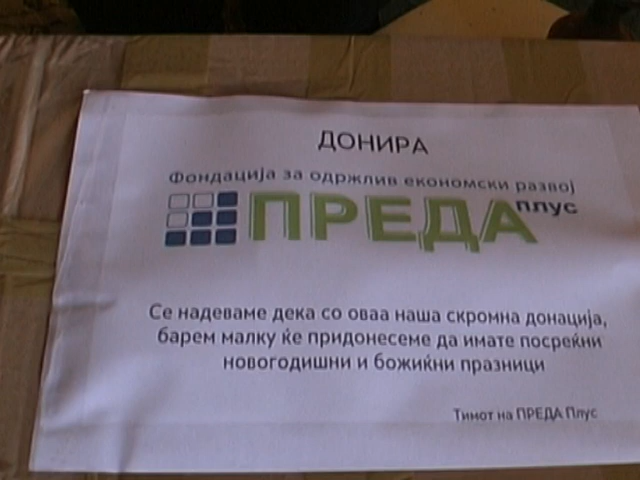 ДОНИРА
Фондација за одржлив економски развој
ПРЕДА плус
Се надеваме дека со оваа наша скромна донација,
барем малку ќе придонесеме да имате посреќни
новогодишни и божиќни празници
Тимот на ПРЕДА Плус